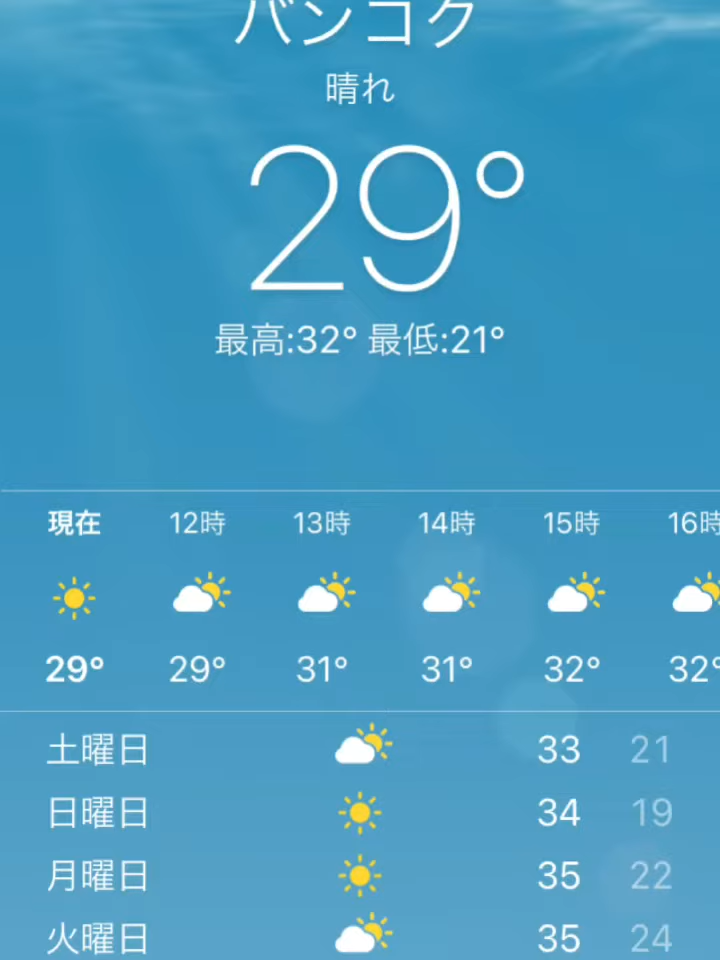 バンコク
晴れ
29°
最高:32° 最低:21°
現在 12時 13時 14時 15時 16時
29° 29° 31° 31° 32° 32°
土曜日 33 21
日曜日 34 19
月曜日 35 22
火曜日 35 24